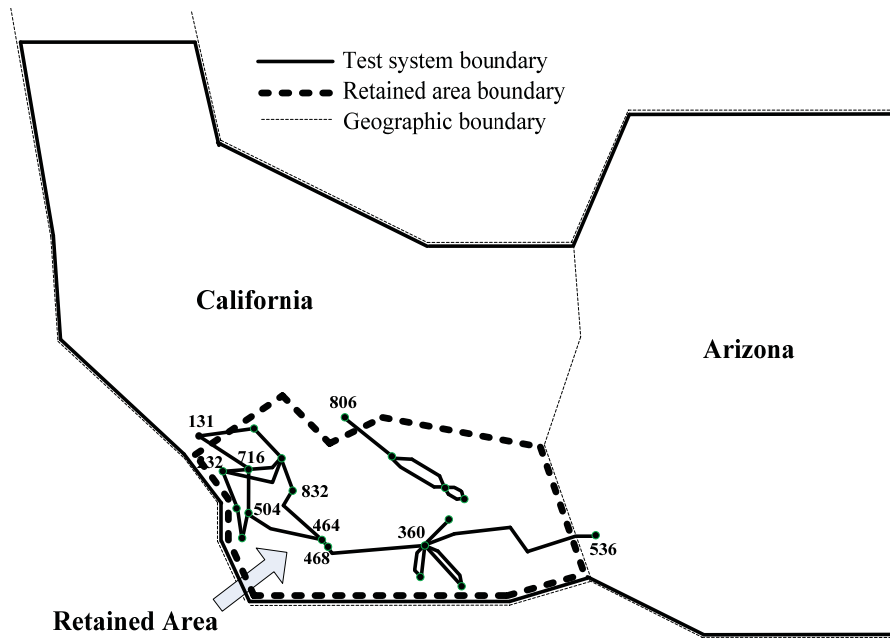 Test system boundary
Retained area boundary
Geographic boundary
California
Arizona
806
131
716
232
832
504
464
468
360
536
Retained Area